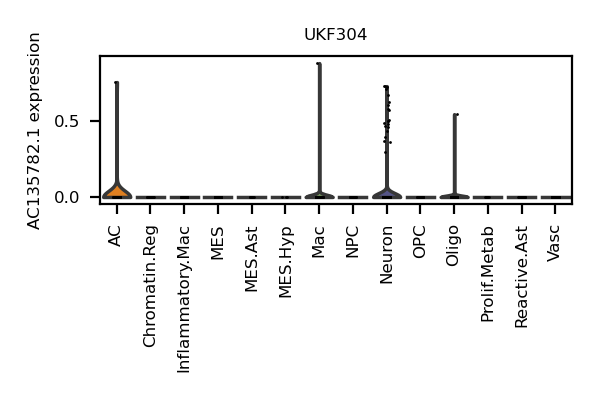 UKF304
AC135782.1 expression
0.5
0.0
AC
Chromatin.Reg
Inflammatory.Mac
MES
MES.Ast
MES.Hyp
Mac
NPC
Neuron
OPC
Oligo
Prolif.Metab
Reactive.Ast
Vasc